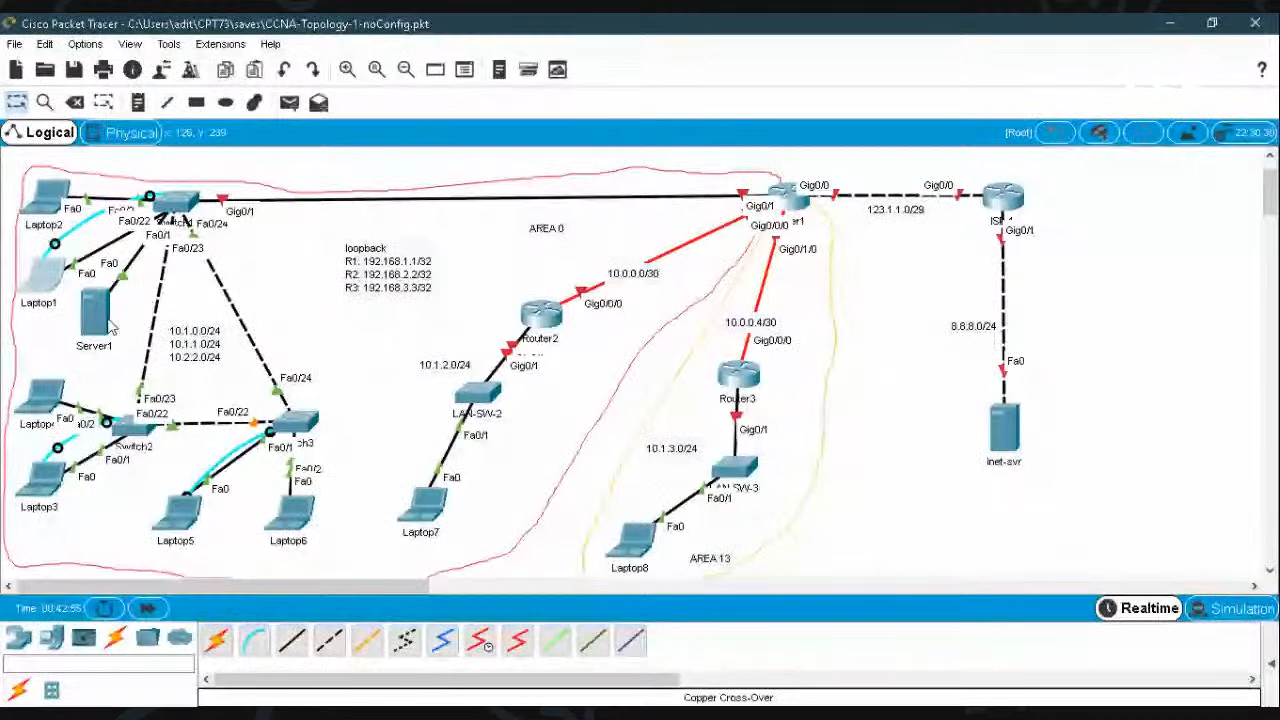 Cisco Packet Tracer - C:\Users\adit\CPT73\saves\CCNA-Topology-1-noConfig.pkt
File Edit Options View Tools Extensions Help
?
Logical Physical x: 126, y: 239 [Root] 22:30:30
Laptop2
Fa0
Fa0/22
Fa0/1
Fa0/24
Fa0/23
Gig0/1
Fa0
Fa0
Laptop1
Server1
10.1.0.0/24
10.1.1.0/24
10.2.2.0/24
loopback
R1: 192.168.1.1/32
R2: 192.168.2.2/32
R3: 192.168.3.3/32
AREA 0
Gig0/1
Gig0/0
Gig0/0/0
Gig0/1/0
123.1.1.0/29
Gig0/0
Gig0/1
8.8.8.0/24
Fa0
inet-svr
10.0.0.0/30
Gig0/0/0
Router2
Gig0/1
10.1.2.0/24
LAN-SW-2
Fa0/1
Fa0
Laptop7
10.0.0.4/30
Gig0/0/0
Router3
Gig0/1
10.1.3.0/24
Fa0/1
Fa0
Laptop8
AREA 13
Fa0/23
Fa0/22
Fa0/22
Fa0/24
Fa0
Fa0/1
Switch2
Fa0
Laptop3
Fa0/1
Fa0/2
Fa0
Fa0
Laptop5
Laptop6
Time: 00:42:55 Realtime Simulation
Copper Cross-Over